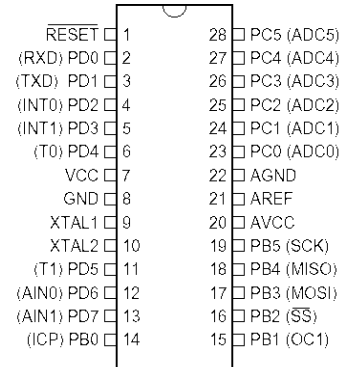 RESET 1 28 PC5 (ADC5)
(RXD) PD0 2 27 PC4 (ADC4)
(TXD) PD1 3 26 PC3 (ADC3)
(INT0) PD2 4 25 PC2 (ADC2)
(INT1) PD3 5 24 PC1 (ADC1)
(T0) PD4 6 23 PC0 (ADC0)
VCC 7 22 AGND
GND 8 21 AREF
XTAL1 9 20 AVCC
XTAL2 10 19 PB5 (SCK)
(T1) PD5 11 18 PB4 (MISO)
(AIN0) PD6 12 17 PB3 (MOSI)
(AIN1) PD7 13 16 PB2 (SS)
(ICP) PB0 14 15 PB1 (OC1)